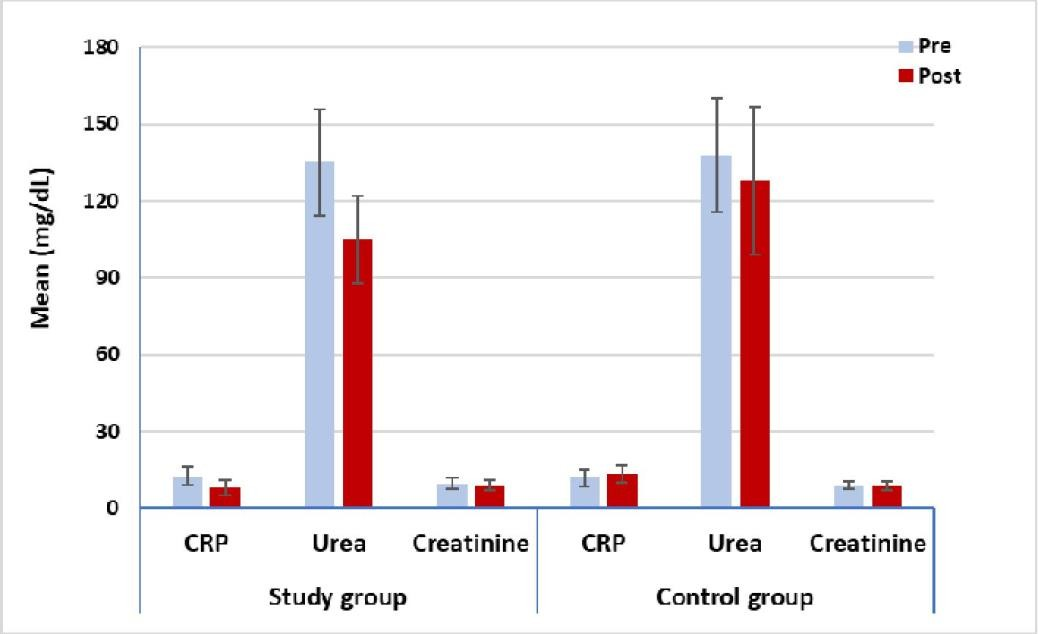 Pre
Post
Mean (mg/dL)
180
150
120
90
60
30
0
CRP Urea Creatinine CRP Urea Creatinine
Study group Control group